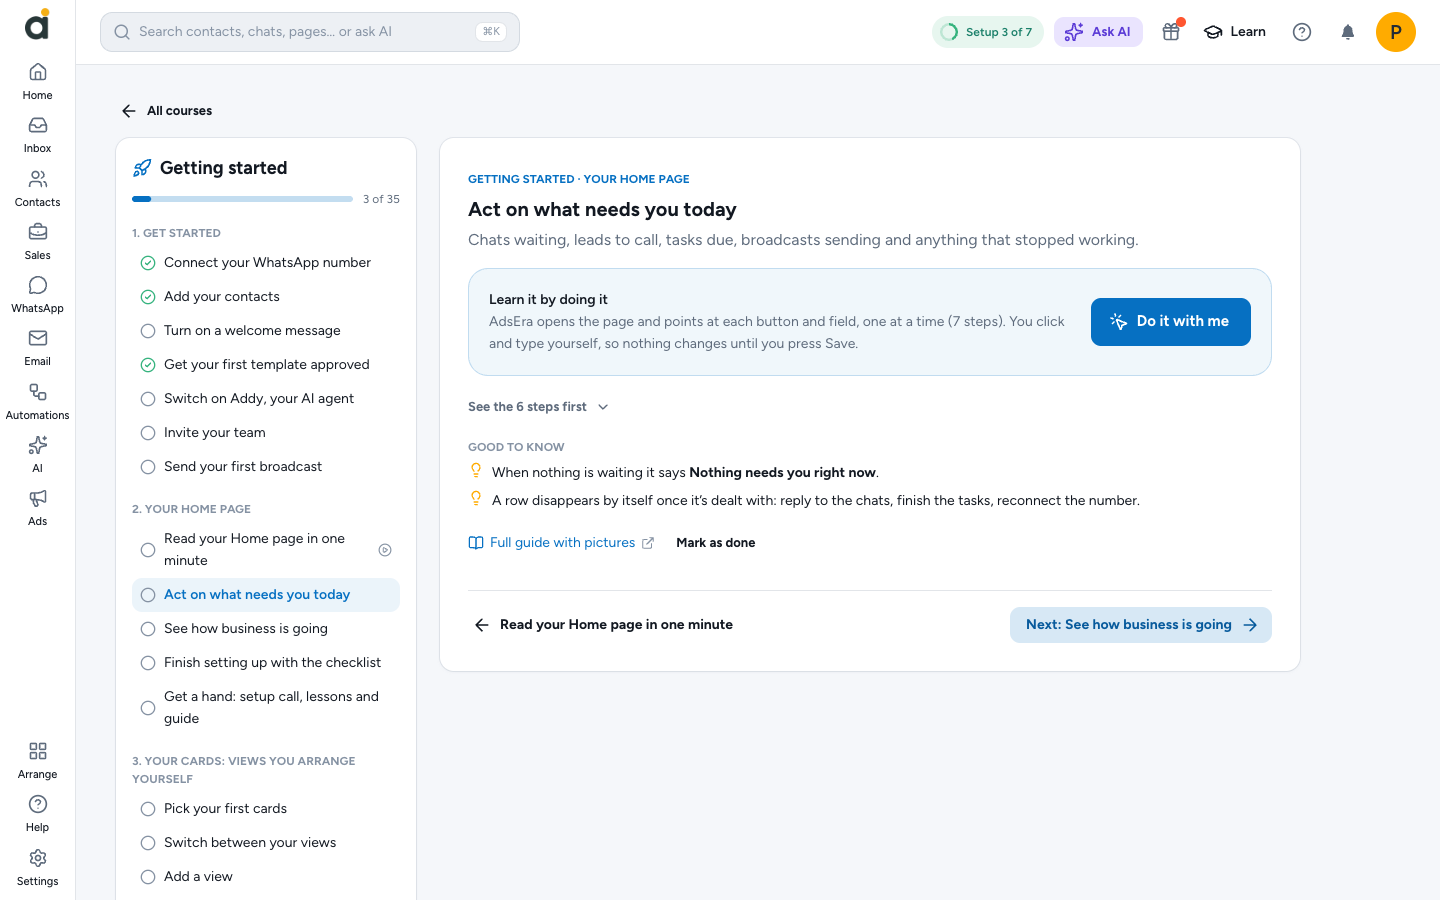 Search contacts, chats, pages... or ask AI
⌘K
Setup 3 of 7
Ask AI
Learn
P
Home
Inbox
Contacts
Sales
WhatsApp
Email
Automations
AI
Ads
Arrange
Help
Settings
All courses
Getting started
3 of 35
1. GET STARTED
Connect your WhatsApp number
Add your contacts
Turn on a welcome message
Get your first template approved
Switch on Addy, your AI agent
Invite your team
Send your first broadcast
2. YOUR HOME PAGE
Read your Home page in one
minute
Act on what needs you today
See how business is going
Finish setting up with the checklist
Get a hand: setup call, lessons and
guide
3. YOUR CARDS: VIEWS YOU ARRANGE
YOURSELF
Pick your first cards
Switch between your views
Add a view
GETTING STARTED · YOUR HOME PAGE
Act on what needs you today
Chats waiting, leads to call, tasks due, broadcasts sending and anything that stopped working.
Learn it by doing it
AdsEra opens the page and points at each button and field, one at a time (7 steps). You click
and type yourself, so nothing changes until you press Save.
Do it with me
See the 6 steps first
GOOD TO KNOW
When nothing is waiting it says Nothing needs you right now.
A row disappears by itself once it's dealt with: reply to the chats, finish the tasks, reconnect the number.
Full guide with pictures
Mark as done
Read your Home page in one minute
Next: See how business is going